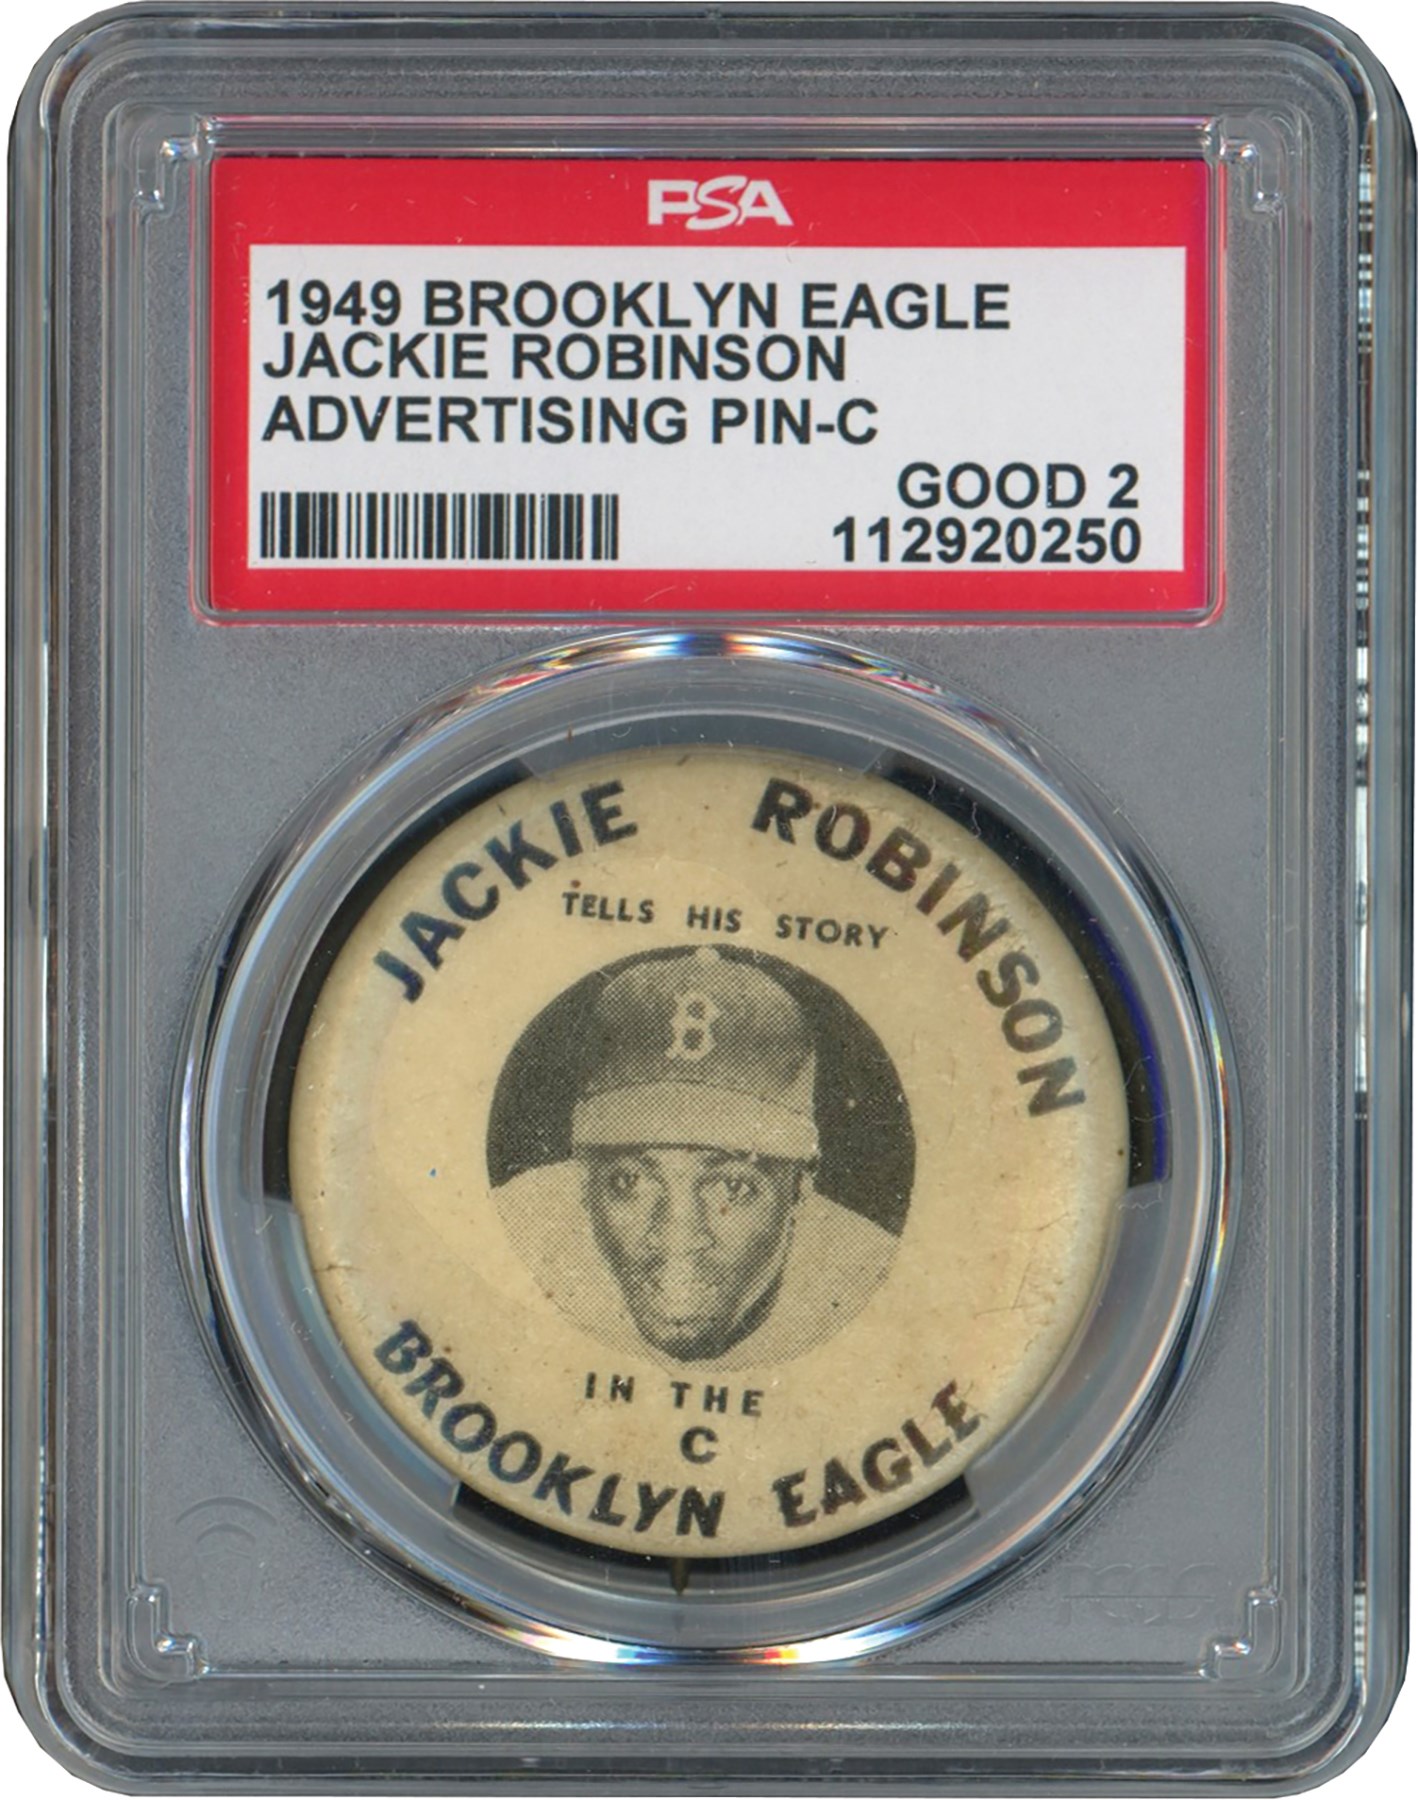 PSA
1949 BROOKLYN EAGLE
JACKIE ROBINSON
ADVERTISING PIN-C
GOOD 2
112920250
JACKIE ROBINSON
TELLS HIS STORY
B
IN THE
C
BROOKLYN EAGLE